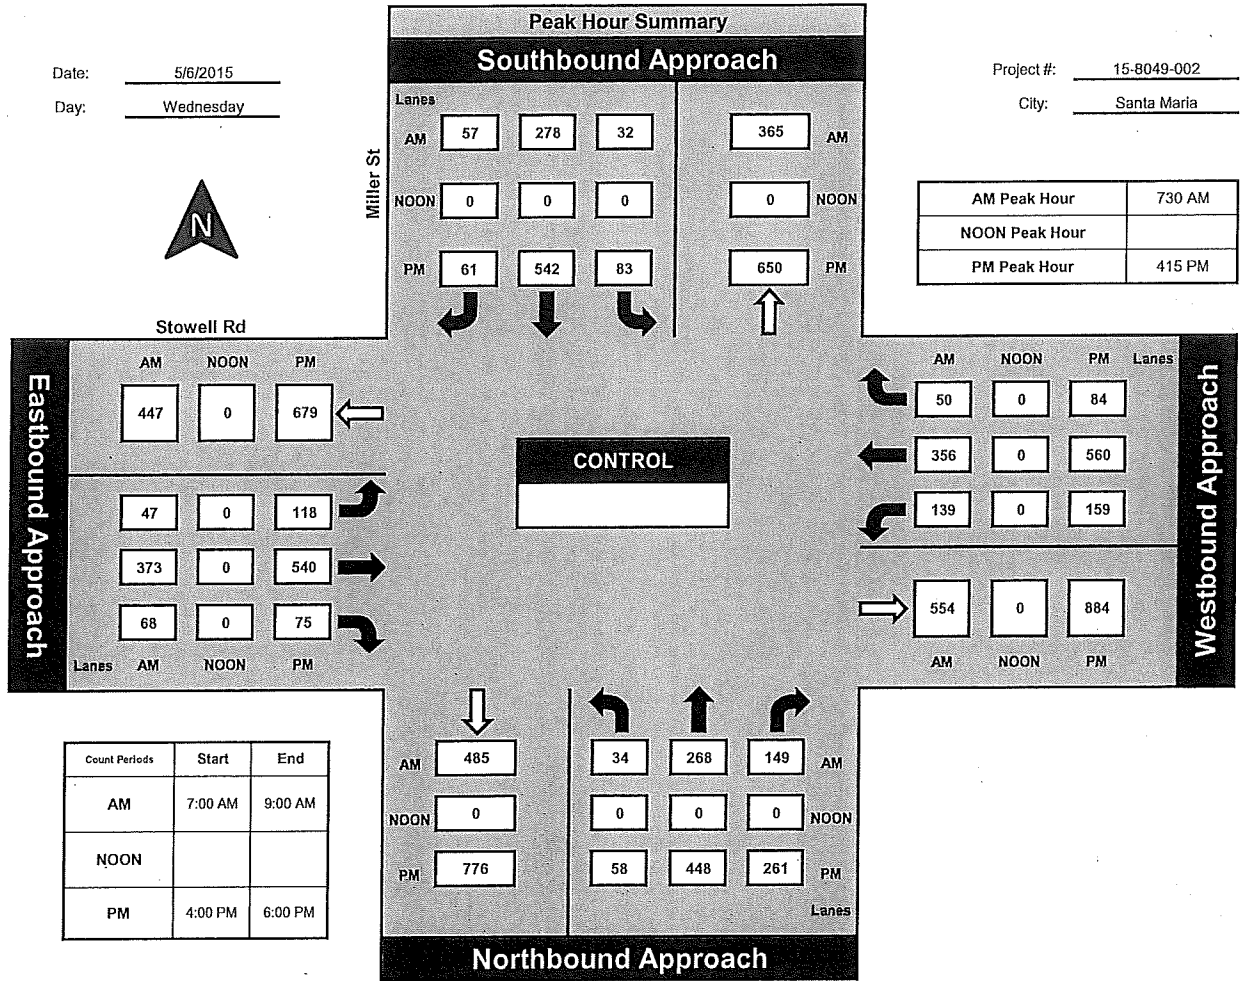 Peak Hour Summary
Southbound Approach
Date: 5/6/2015
Day: Wednesday
Project #: 15-8049-002
City: Santa Maria
N
Miller St
Lanes
AM 57 278 32 365 AM
NOON 0 0 0 0 NOON
PM 61 542 83 650 PM
AM Peak Hour 730 AM
NOON Peak Hour
PM Peak Hour 415 PM
Stowell Rd
Eastbound Approach
AM NOON PM
447 0 679
47 0 118
373 0 540
68 0 75
Lanes AM NOON PM
CONTROL
AM NOON PM Lanes
50 0 84
356 0 560
139 0 159
554 0 884
AM NOON PM
Westbound Approach
Count Periods Start End
AM 7:00 AM 9:00 AM
NOON
PM 4:00 PM 6:00 PM
AM 485 34 268 149 AM
NOON 0 0 0 0 NOON
PM 776 58 448 261 PM
Lanes
Northbound Approach